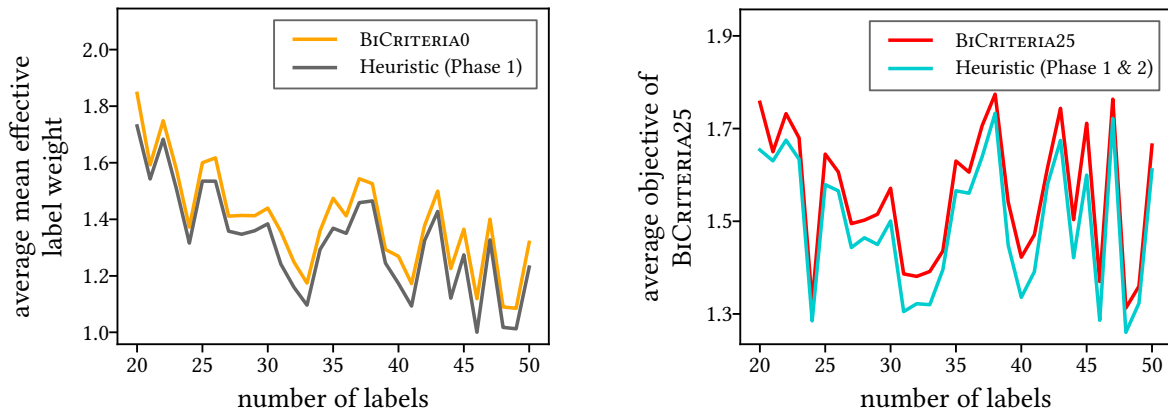 average mean effective
label weight
2.0
1.8
1.6
1.4
1.2
1.0
BiCriteria0
Heuristic (Phase 1)
20 25 30 35 40 45 50
number of labels
average objective of
BiCriteria25
1.9
1.7
1.5
1.3
BiCriteria25
Heuristic (Phase 1 & 2)
20 25 30 35 40 45 50
number of labels